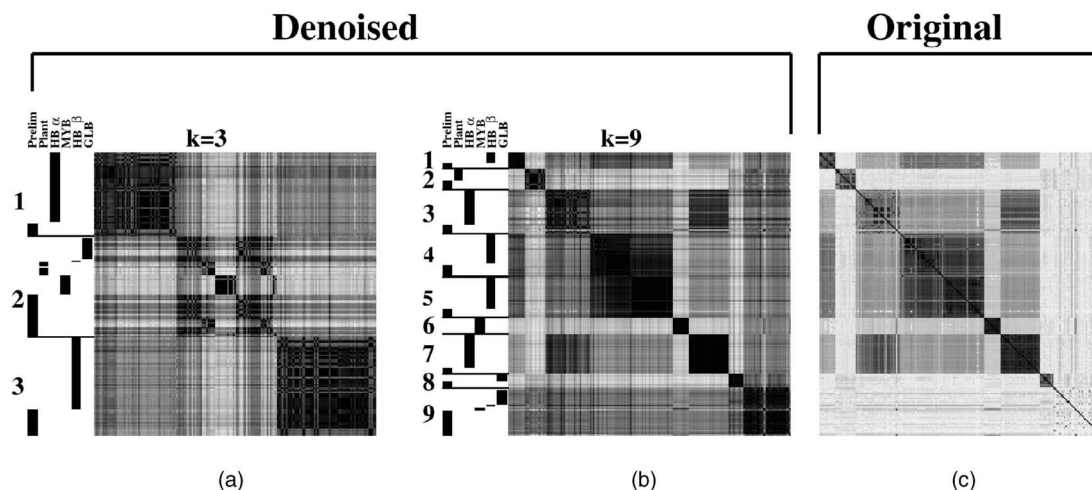 Denoised
Original
Prelim
Plant
HB α
MYB
HB β
GLB
k=3
1
2
3
Prelim
Plant
HB α
MYB
HB β
GLB
k=9
1
2
3
4
5
6
7
8
9
(a)
(b)
(c)